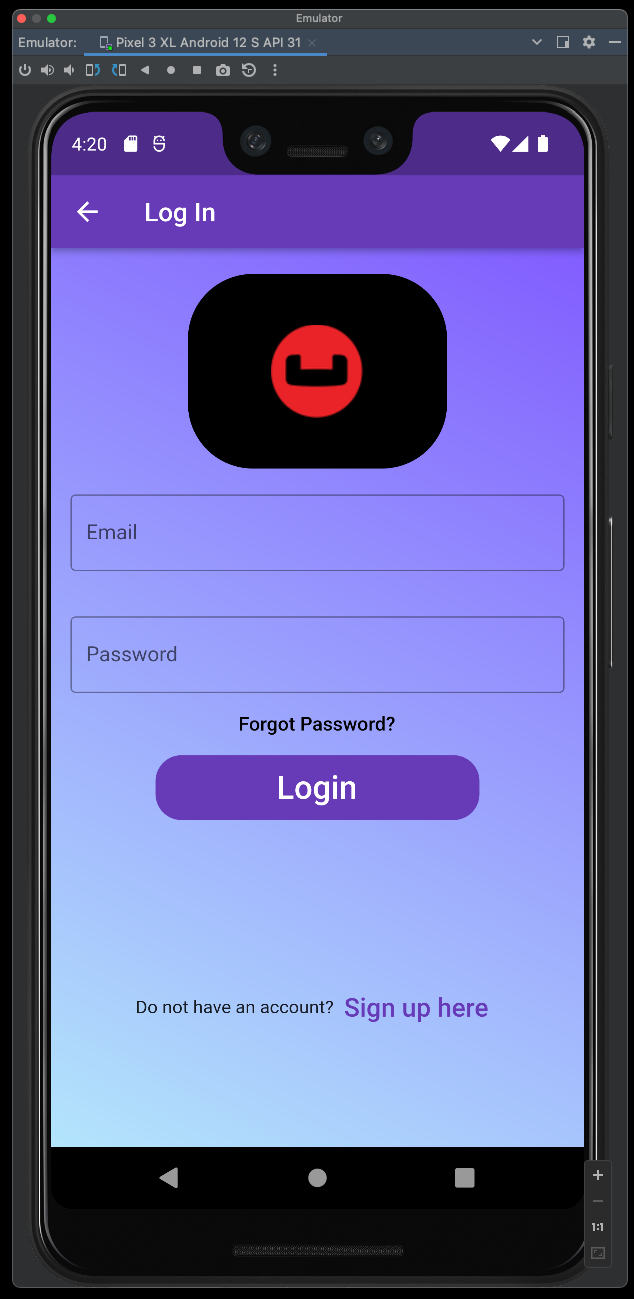 Emulator
Emulator: Pixel 3 XL Android 12 S API 31
4:20
Log In
Email
Password
Forgot Password?
Login
Do not have an account? Sign up here
1:1